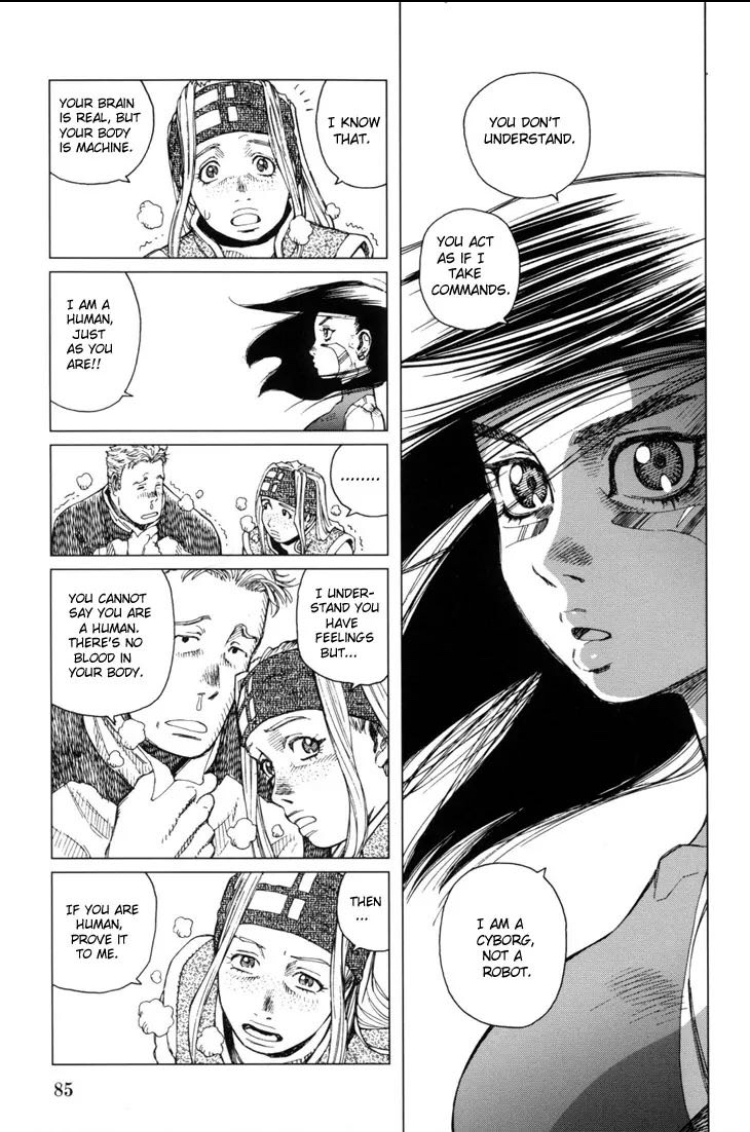 YOU DON'T
UNDERSTAND.
YOU ACT
AS IF I
TAKE
COMMANDS.
I AM A
CYBORG,
NOT A
ROBOT.
I KNOW
THAT.
YOUR BRAIN
IS REAL, BUT
YOUR BODY
IS MACHINE.
I AM A
HUMAN,
JUST
AS YOU
ARE!!
.........
I UNDER-
STAND YOU
HAVE
FEELINGS
BUT...
YOU CANNOT
SAY YOU ARE
A HUMAN.
THERE'S NO
BLOOD IN
YOUR BODY.
THEN
...
IF YOU ARE
HUMAN,
PROVE IT
TO ME.
85